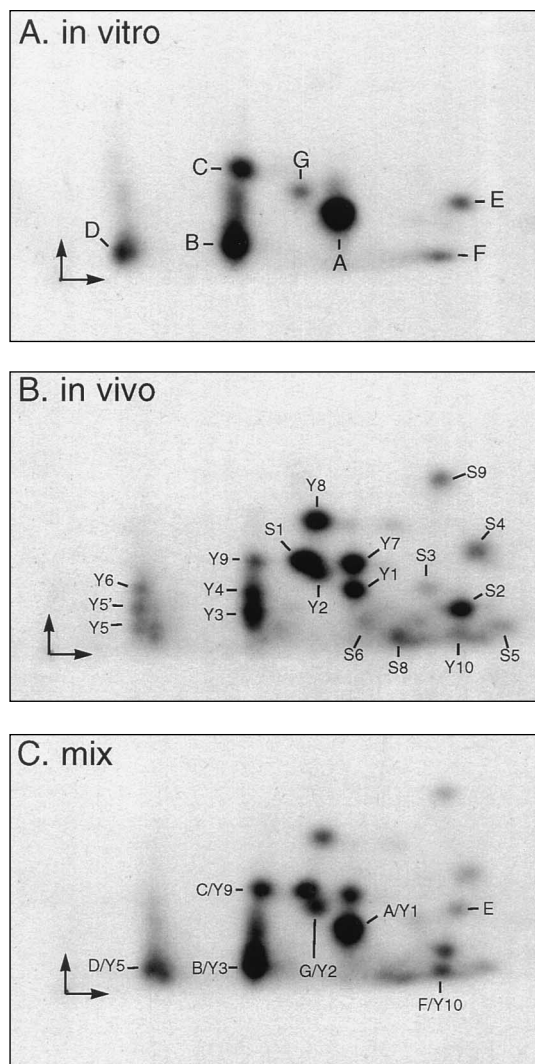 A. in vitro
C
G
E
D
B
A
F
B. in vivo
S9
Y8
S1
S4
Y9
Y7
S3
Y6
Y4
Y1
S2
Y5'
Y3
Y2
Y5
S6
S8
Y10
S5
C. mix
C/Y9
A/Y1
E
D/Y5
B/Y3
G/Y2
F/Y10